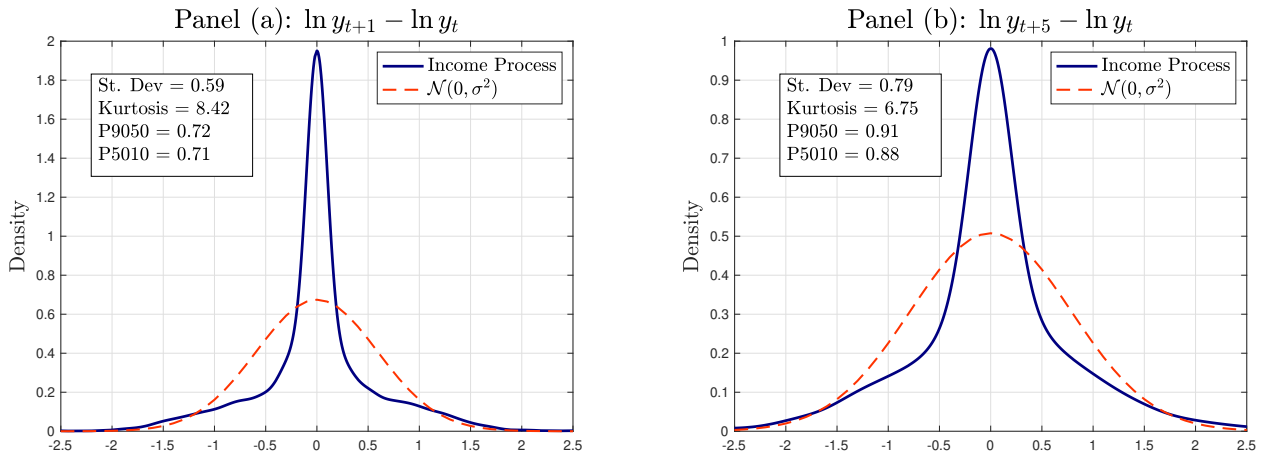 Panel (a): ln y_{t+1} − ln y_t
2
1.8
1.6
1.4
1.2
1
0.8
0.6
0.4
0.2
0
Density
St. Dev = 0.59
Kurtosis = 8.42
P9050 = 0.72
P5010 = 0.71
Income Process
𝒩(0, σ²)
-2.5 -2 -1.5 -1 -0.5 0 0.5 1 1.5 2 2.5
Panel (b): ln y_{t+5} − ln y_t
1
0.9
0.8
0.7
0.6
0.5
0.4
0.3
0.2
0.1
0
Density
St. Dev = 0.79
Kurtosis = 6.75
P9050 = 0.91
P5010 = 0.88
Income Process
𝒩(0, σ²)
-2.5 -2 -1.5 -1 -0.5 0 0.5 1 1.5 2 2.5